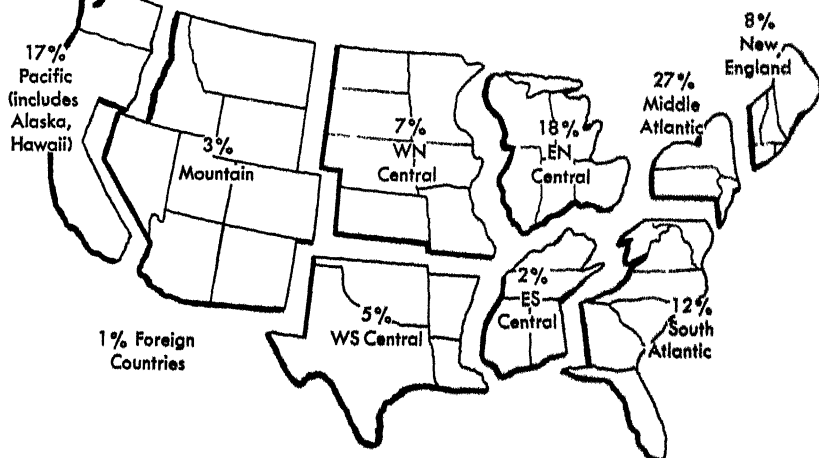 8%
New
England
17%
Pacific
(includes
Alaska,
Hawaii)
27%
Middle
Atlantic
3%
Mountain
7%
WN
Central
18%
EN
Central
2%
ES
Central
12%
South
Atlantic
5%
WS Central
1% Foreign
Countries